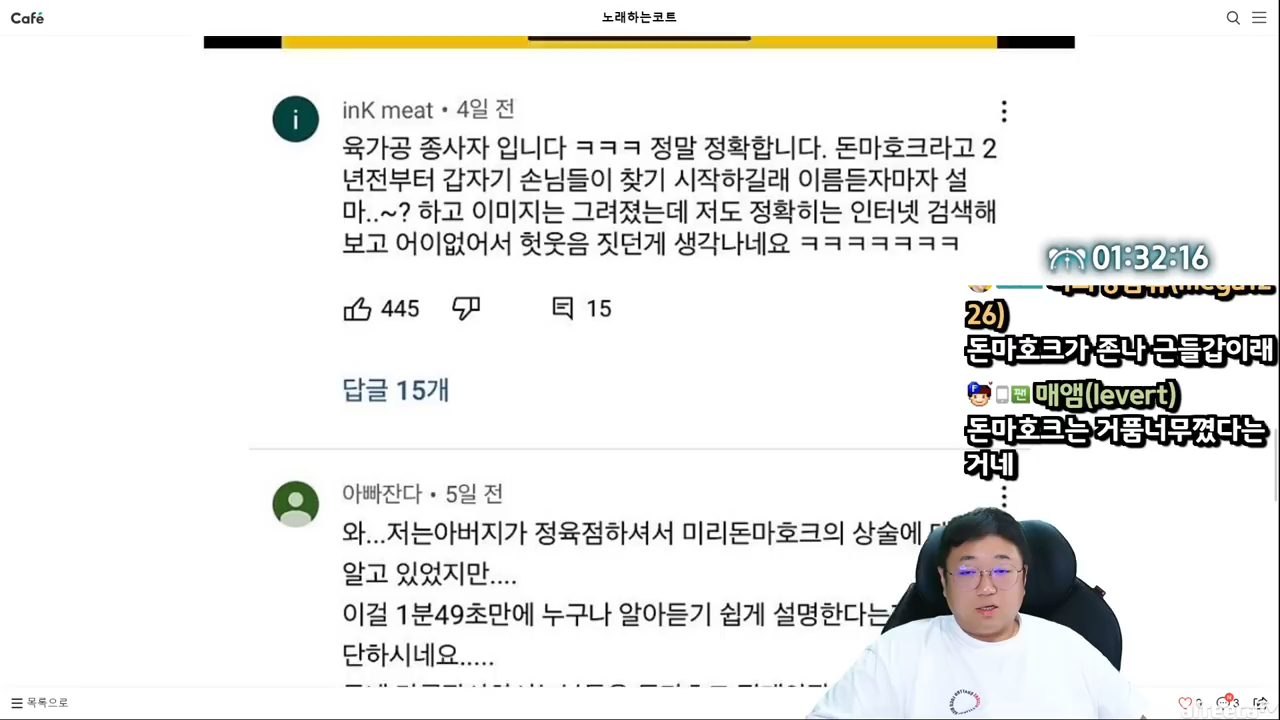 Café
노래하는코트
inK meat • 4일 전
육가공 종사자 입니다 ㅋㅋㅋ 정말 정확합니다. 돈마호크라고 2
년전부터 갑자기 손님들이 찾기 시작하길래 이름듣자마자 설
마..~? 하고 이미지는 그려졌는데 저도 정확히는 인터넷 검색해
보고 어이없어서 헛웃음 짓던게 생각나네요 ㅋㅋㅋㅋㅋㅋㅋ
445
15
답글 15개
01:32:16
26)
돈마호크가 존나 근들갑이래
팬 매앰(levert)
돈마호크는 거품너무꼈다는
거네
아빠잔다 • 5일 전
와...저는아버지가 정육점하셔서 미리돈마호크의 상술에
알고 있었지만....
이걸 1분49초만에 누구나 알아듣기 쉽게 설명한다는
단하시네요.....
목록으로